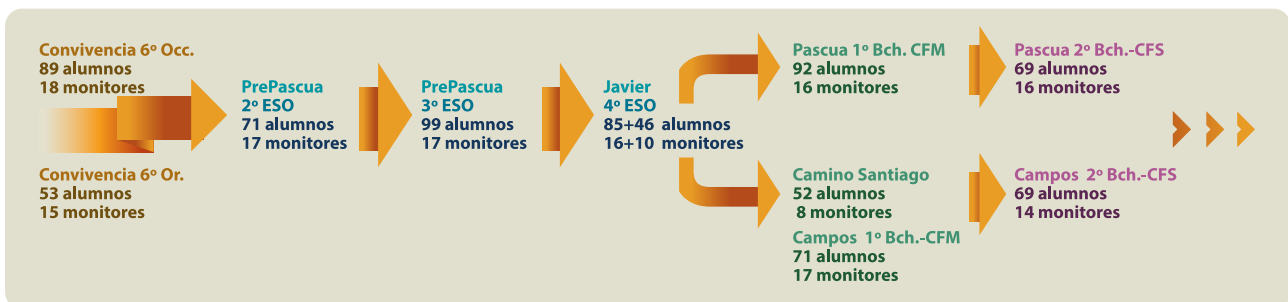 Convivencia 6º Occ.
89 alumnos
18 monitores
Convivencia 6º Or.
53 alumnos
15 monitores
PrePascua
2º ESO
71 alumnos
17 monitores
PrePascua
3º ESO
99 alumnos
17 monitores
Javier
4º ESO
85+46 alumnos
16+10 monitores
Pascua 1º Bch. CFM
92 alumnos
16 monitores
Pascua 2º Bch.-CFS
69 alumnos
16 monitores
Camino Santiago
52 alumnos
8 monitores
Campos 1º Bch.-CFM
71 alumnos
17 monitores
Campos 2º Bch.-CFS
69 alumnos
14 monitores